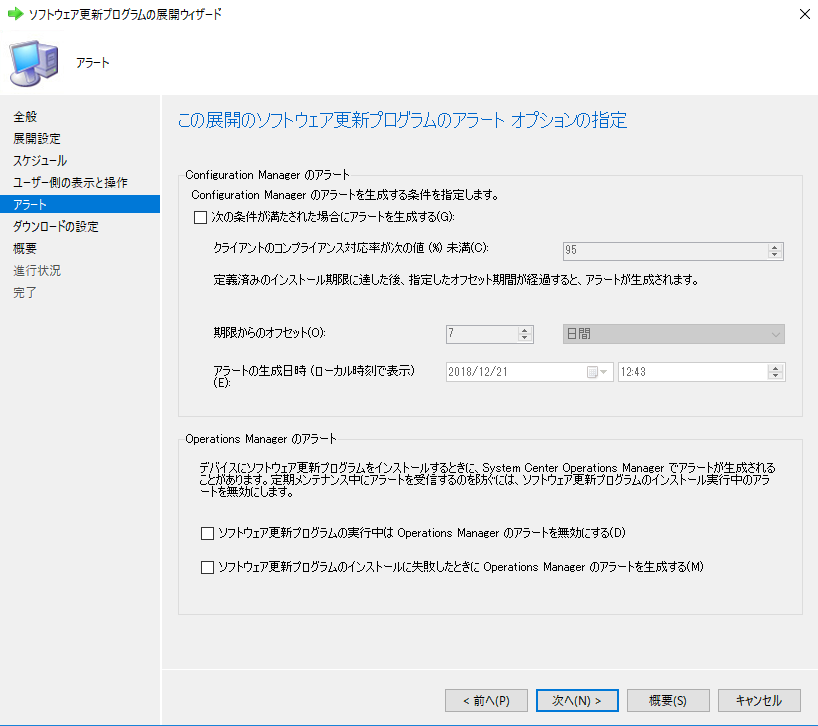 ソフトウェア更新プログラムの展開ウィザード
アラート
全般
展開設定
スケジュール
ユーザー側の表示と操作
アラート
ダウンロードの設定
概要
進行状況
完了
この展開のソフトウェア更新プログラムのアラート オプションの指定
Configuration Manager のアラート
Configuration Manager のアラートを生成する条件を指定します。
次の条件が満たされた場合にアラートを生成する(G):
クライアントのコンプライアンス対応率が次の値 (%) 未満(C):
95
定義済みのインストール期限に達した後、指定したオフセット期間が経過すると、アラートが生成されます。
期限からのオフセット(O):
7
日間
アラートの生成日時 (ローカル時刻で表示)
(E):
2018/12/21
12:43
Operations Manager のアラート
デバイスにソフトウェア更新プログラムをインストールするときに、System Center Operations Manager でアラートが生成される
ことがあります。定期メンテナンス中にアラートを受信するのを防ぐには、ソフトウェア更新プログラムのインストール実行中のアラ
ートを無効にします。
ソフトウェア更新プログラムの実行中は Operations Manager のアラートを無効にする(D)
ソフトウェア更新プログラムのインストールに失敗したときに Operations Manager のアラートを生成する(M)
< 前へ(P)
次へ(N) >
概要(S)
キャンセル